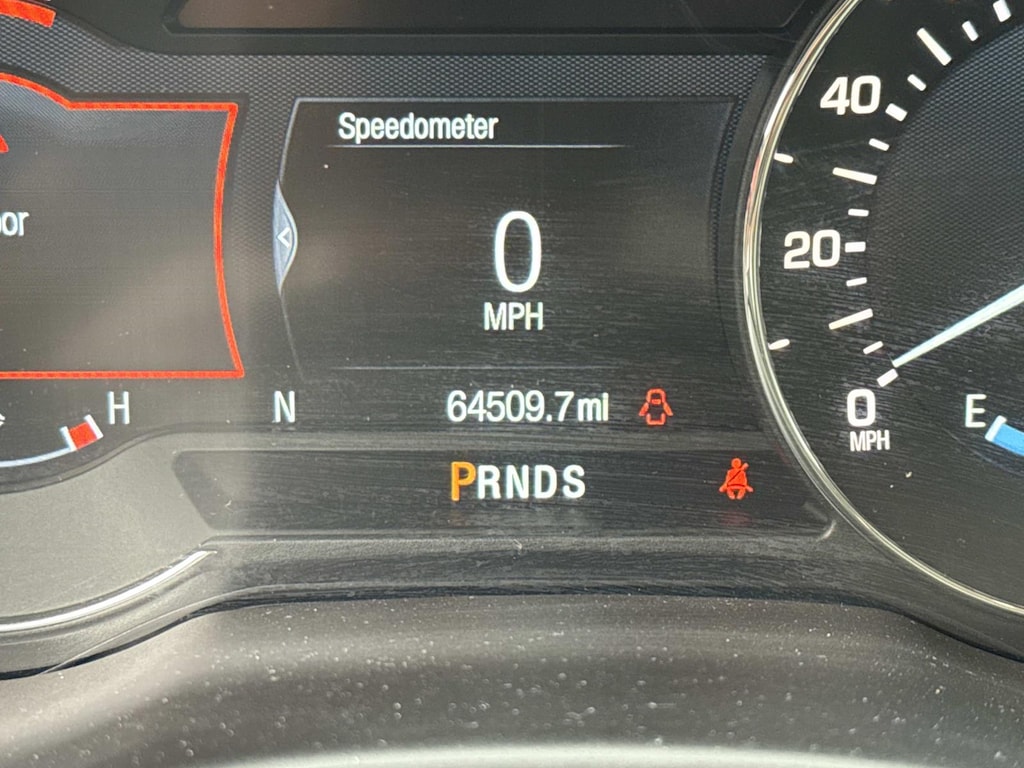 Speedometer
0
MPH
40
20
0
MPH
H
N
64509.7mi
E
PRNDS